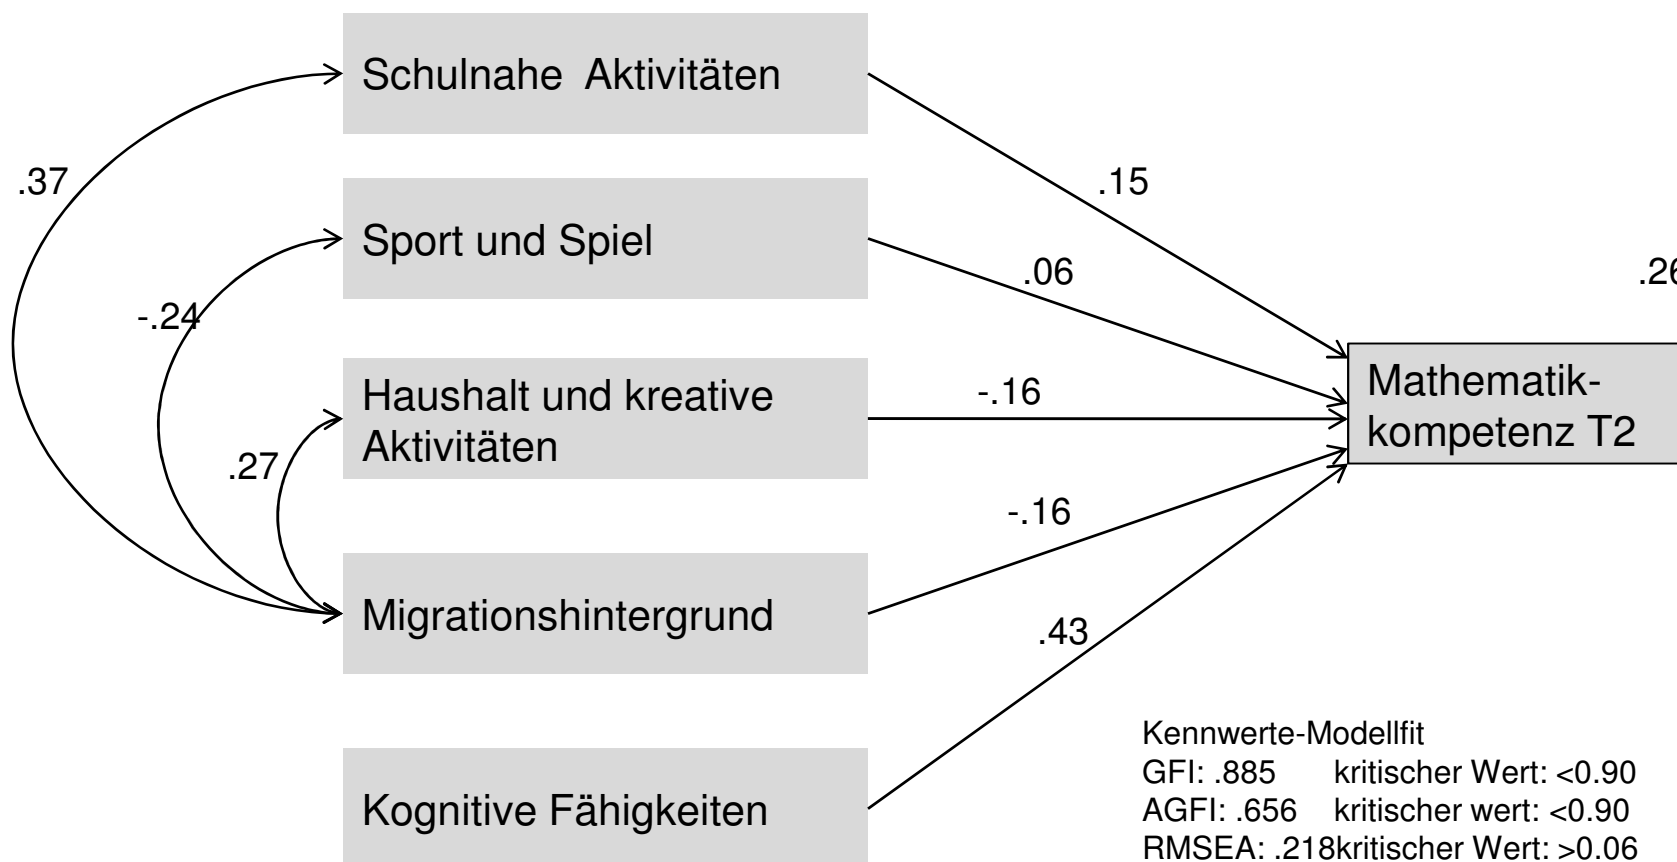 Schulnahe Aktivitäten
.37
.15
Sport und Spiel
.06
.26
-.24
Mathematik-
kompetenz T2
Haushalt und kreative
Aktivitäten
-.16
.27
-.16
Migrationshintergrund
.43
Kognitive Fähigkeiten
Kennwerte-Modellfit
GFI: .885 kritischer Wert: <0.90
AGFI: .656 kritischer wert: <0.90
RMSEA: .218kritischer Wert: >0.06